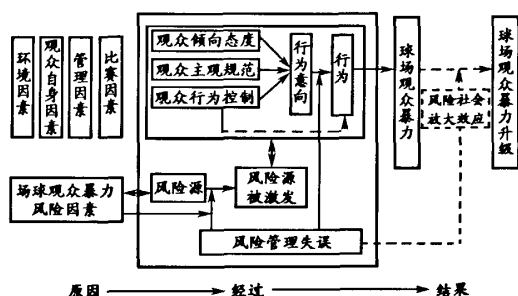 环境因素
观众自身因素
管理因素
比赛因素
观众倾向态度
观众主观规范
观众行为控制
行为意向
行为
球场观众暴力
风险社会
放大效应
球场观众暴力升级
场球观众暴力
风险因素
风险源
风险源
被激发
风险管理失误
原因
经过
结果